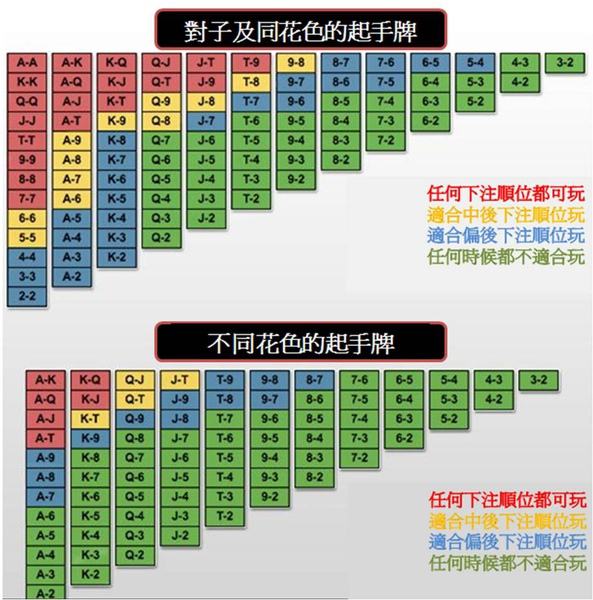 對子及同花色的起手牌
A-A A-K K-Q Q-J J-T T-9 9-8 8-7 7-6 6-5 5-4 4-3 3-2
K-K A-Q K-J Q-T J-9 T-8 9-7 8-6 7-5 6-4 5-3 4-2
Q-Q A-J K-T Q-9 J-8 T-7 9-6 8-5 7-4 6-3 5-2
J-J A-T K-9 Q-8 J-7 T-6 9-5 8-4 7-3 6-2
T-T A-9 K-8 Q-7 J-6 T-5 9-4 8-3 7-2
9-9 A-8 K-7 Q-6 J-5 T-4 9-3 8-2
8-8 A-7 K-6 Q-5 J-4 T-3 9-2
7-7 A-6 K-5 Q-4 J-3 T-2
6-6 A-5 K-4 Q-3 J-2
5-5 A-4 K-3 Q-2
4-4 A-3 K-2
3-3 A-2
2-2
任何下注順位都可玩
適合中後下注順位玩
適合偏後下注順位玩
任何時候都不適合玩
不同花色的起手牌
A-K K-Q Q-J J-T T-9 9-8 8-7 7-6 6-5 5-4 4-3 3-2
A-Q K-J Q-T J-9 T-8 9-7 8-6 7-5 6-4 5-3 4-2
A-J K-T Q-9 J-8 T-7 9-6 8-5 7-4 6-3 5-2
A-T K-9 Q-8 J-7 T-6 9-5 8-4 7-3 6-2
A-9 K-8 Q-7 J-6 T-5 9-4 8-3 7-2
A-8 K-7 Q-6 J-5 T-4 9-3 8-2
A-7 K-6 Q-5 J-4 T-3 9-2
A-6 K-5 Q-4 J-3 T-2
A-5 K-4 Q-3 J-2
A-4 K-3 Q-2
A-3 K-2
A-2
任何下注順位都可玩
適合中後下注順位玩
適合偏後下注順位玩
任何時候都不適合玩